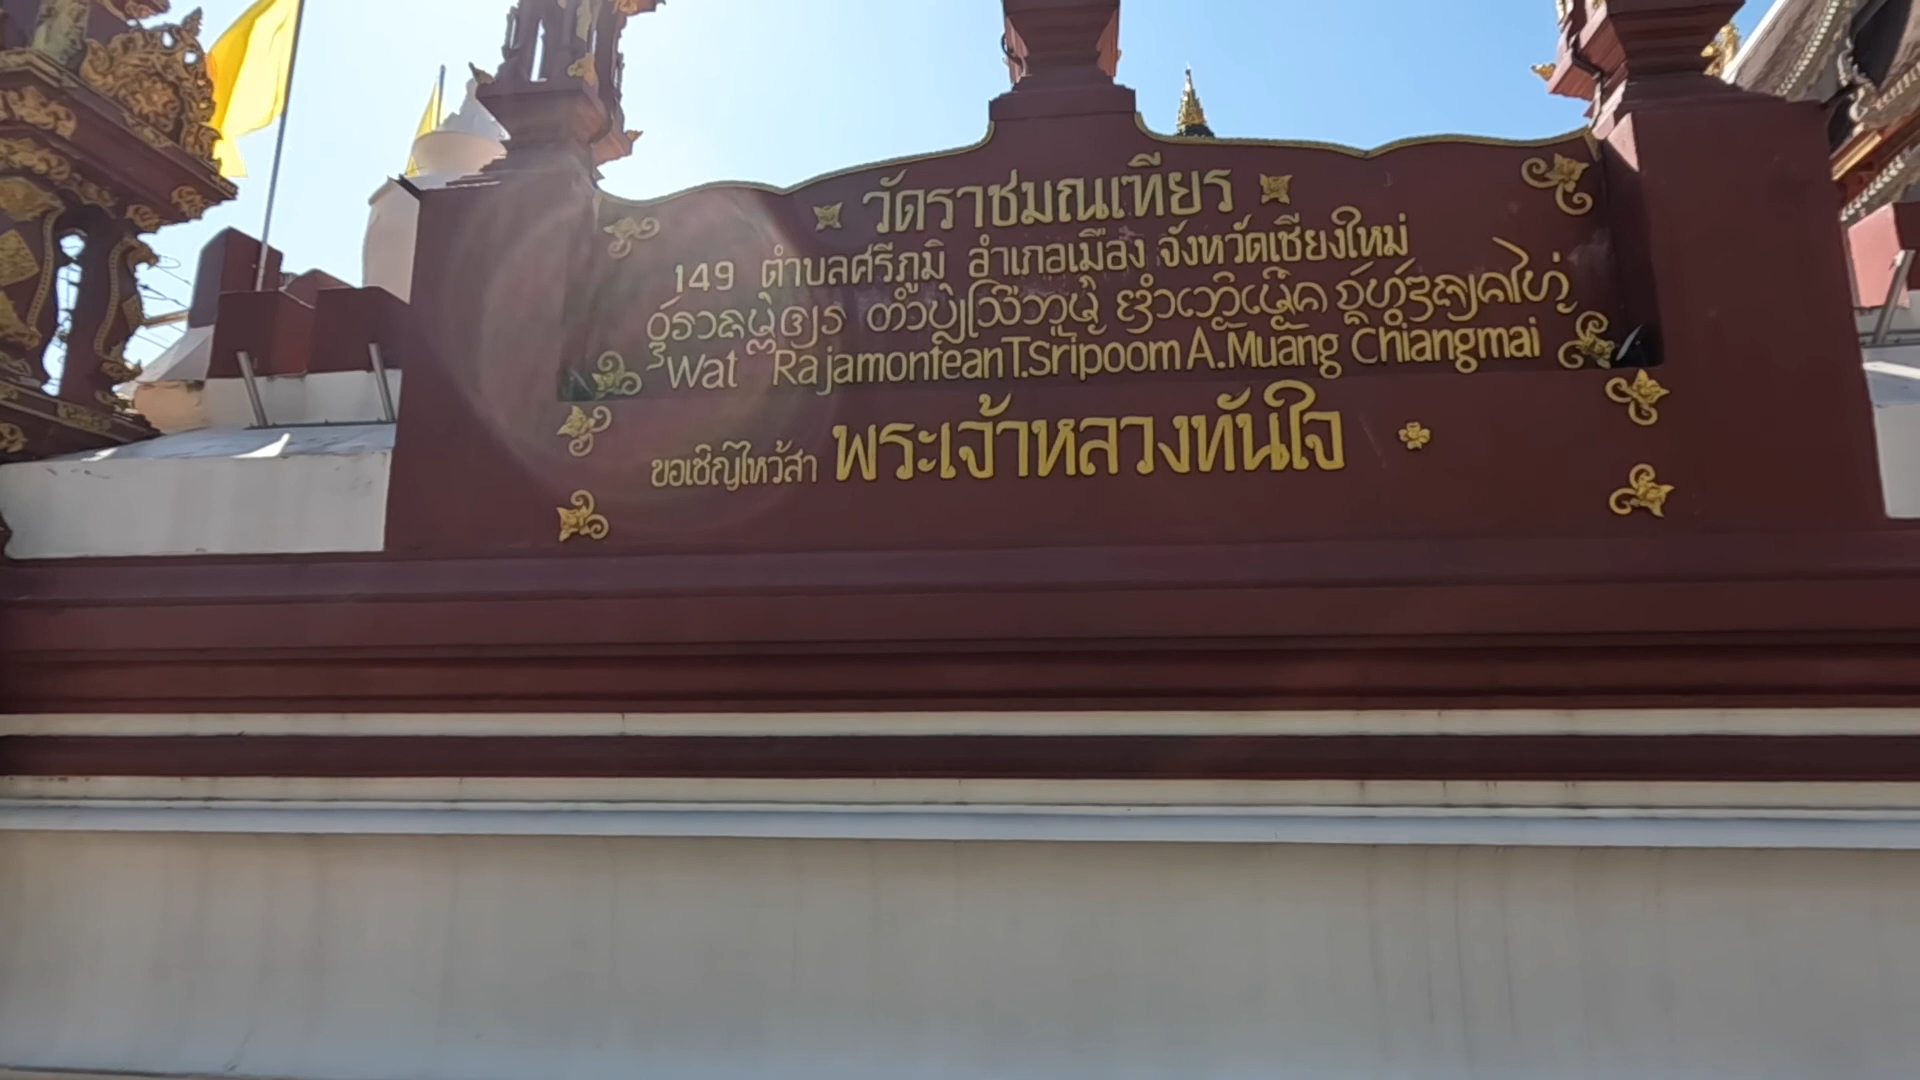 วัดราชมณเฑียร
149 ตำบลศรีภูมิ อำเภอเมือง จังหวัดเชียงใหม่
Wat Rajamontean T.Sripoom A.Muang Chiangmai
ขอเชิญไหว้สา พระเจ้าหลวงทันใจ